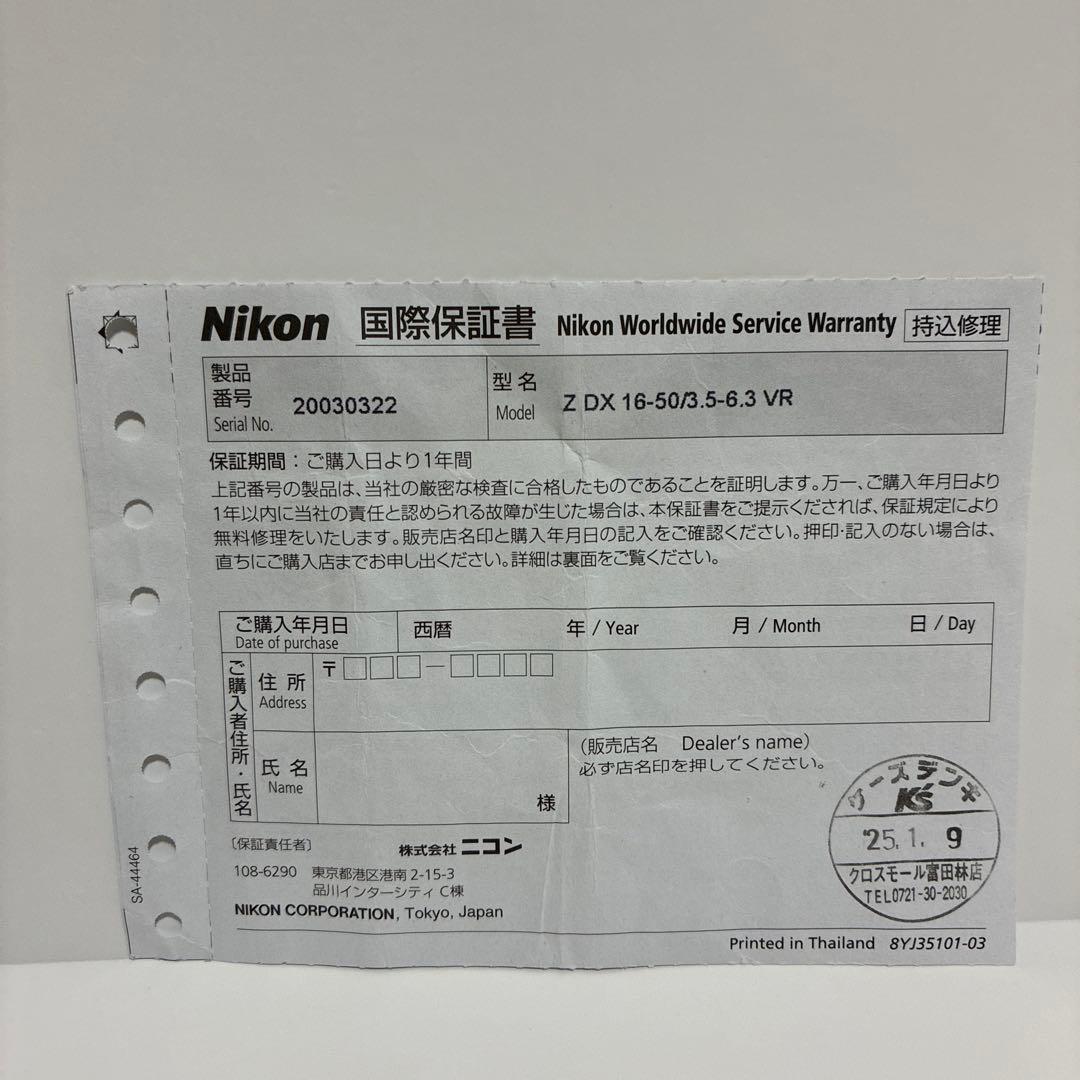 Nikon 国際保証書 Nikon Worldwide Service Warranty 持込修理
製品
番号
Serial No.
20030322
型名
Model
Z DX 16-50/3.5-6.3 VR
保証期間：ご購入日より1年間
上記番号の製品は、当社の厳密な検査に合格したものであることを証明します。万一、ご購入年月日より
1年以内に当社の責任と認められる故障が生じた場合は、本保証書をご提示くだされば、保証規定により
無料修理をいたします。販売店名印と購入年月日の記入をご確認ください。押印・記入のない場合は、
直ちにご購入店までお申し出ください。詳細は裏面をご覧ください。
ご購入年月日
Date of purchase
西暦 年 / Year 月 / Month 日 / Day
ご購入者住所・氏名
住所
Address
〒□□□－□□□□
氏名
Name
様
（販売店名 Dealer's name）
必ず店名印を押してください。
ケーズデンキ
K'S
'25.1.9
クロスモール富田林店
TEL0721-30-2030
〔保証責任者〕 株式会社 ニコン
108-6290 東京都港区港南 2-15-3
品川インターシティ C棟
NIKON CORPORATION, Tokyo, Japan
Printed in Thailand 8YJ35101-03
SA-44464